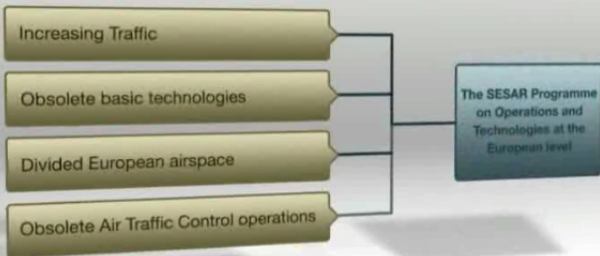 Increasing Traffic
Obsolete basic technologies
Divided European airspace
Obsolete Air Traffic Control operations
The SESAR Programme
on Operations and
Technologies at the
European level